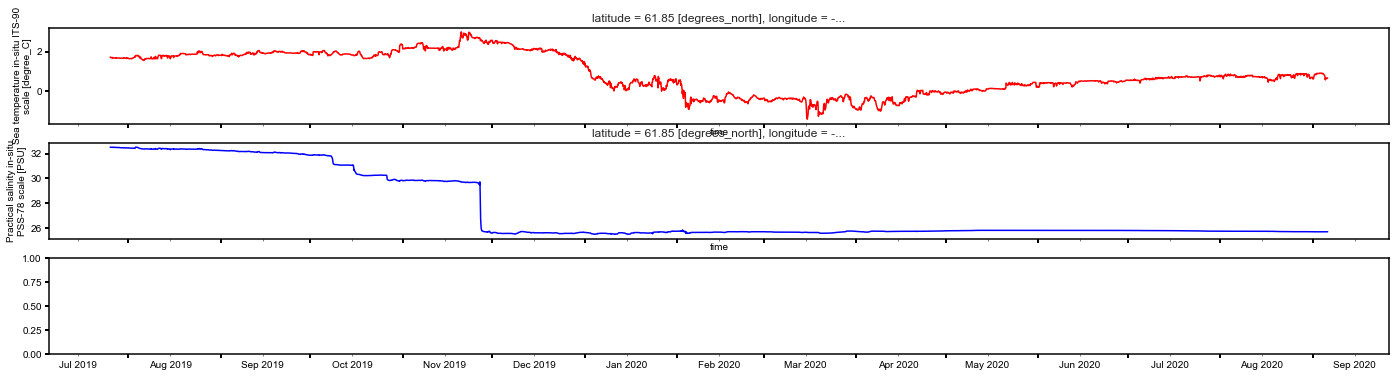 latitude = 61.85 [degrees_north], longitude = -...
Sea temperature in-situ ITS-90
scale [degree_C]
2
0
time
latitude = 61.85 [degrees_north], longitude = -...
Practical salinity in-situ
PSS-78 scale [PSU]
32
30
28
26
time
1.00
0.75
0.50
0.25
0.00
Jul 2019 Aug 2019 Sep 2019 Oct 2019 Nov 2019 Dec 2019 Jan 2020 Feb 2020 Mar 2020 Apr 2020 May 2020 Jun 2020 Jul 2020 Aug 2020 Sep 2020